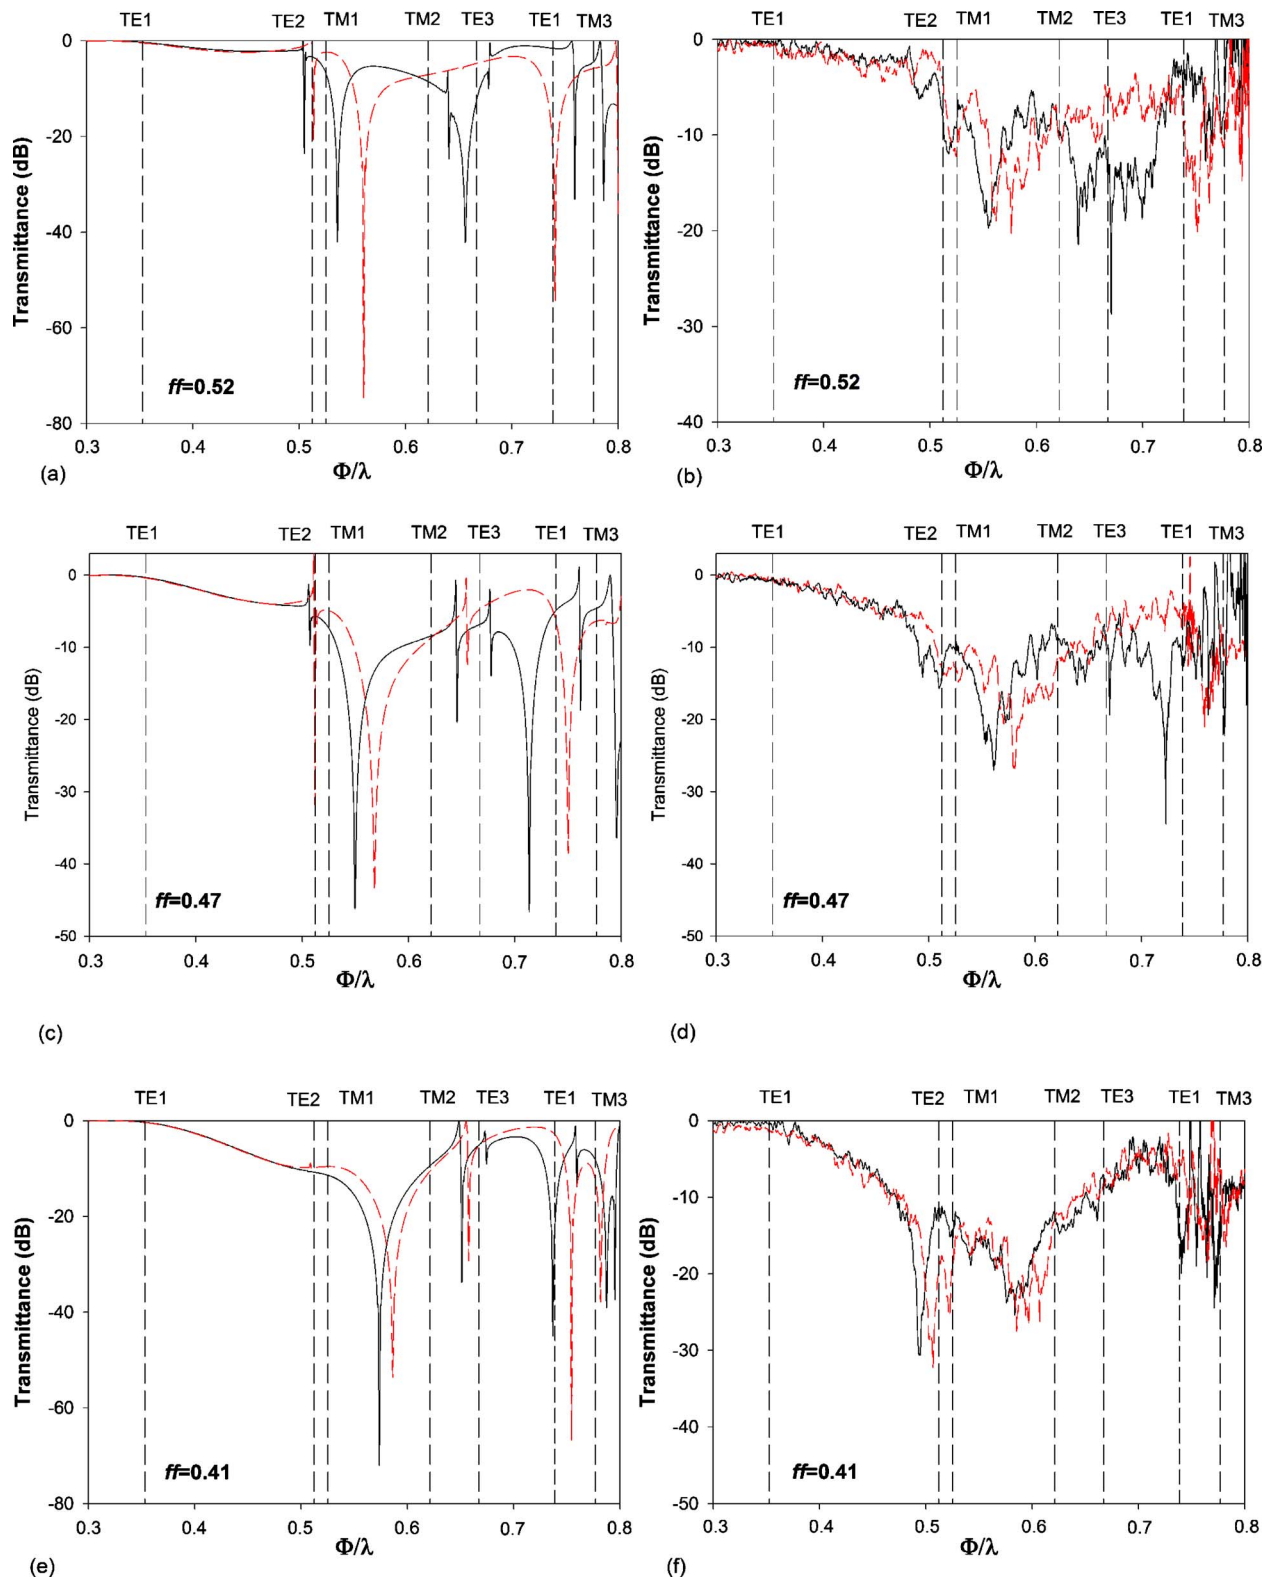 TE1 TE2 TM1 TM2 TE3 TE1 TM3
0
-20
-40
-60
-80
Transmittance (dB)
ff=0.52
0.3 0.4 0.5 0.6 0.7 0.8
Φ/λ
(a)
TE1 TE2 TM1 TM2 TE3 TE1 TM3
0
-10
-20
-30
-40
Transmittance (dB)
ff=0.52
0.3 0.4 0.5 0.6 0.7 0.8
Φ/λ
(b)
TE1 TE2 TM1 TM2 TE3 TE1 TM3
0
-10
-20
-30
-40
-50
Transmittance (dB)
ff=0.47
0.3 0.4 0.5 0.6 0.7 0.8
Φ/λ
(c)
TE1 TE2 TM1 TM2 TE3 TE1 TM3
0
-10
-20
-30
-40
-50
Transmittance (dB)
ff=0.47
0.3 0.4 0.5 0.6 0.7 0.8
Φ/λ
(d)
TE1 TE2 TM1 TM2 TE3 TE1 TM3
0
-20
-40
-60
-80
Transmittance (dB)
ff=0.41
0.3 0.4 0.5 0.6 0.7 0.8
Φ/λ
(e)
TE1 TE2 TM1 TM2 TE3 TE1 TM3
0
-10
-20
-30
-40
-50
Transmittance (dB)
ff=0.41
0.3 0.4 0.5 0.6 0.7 0.8
Φ/λ
(f)